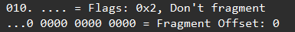 010. .... = Flags: 0x2, Don't fragment
...0 0000 0000 0000 = Fragment Offset: 0